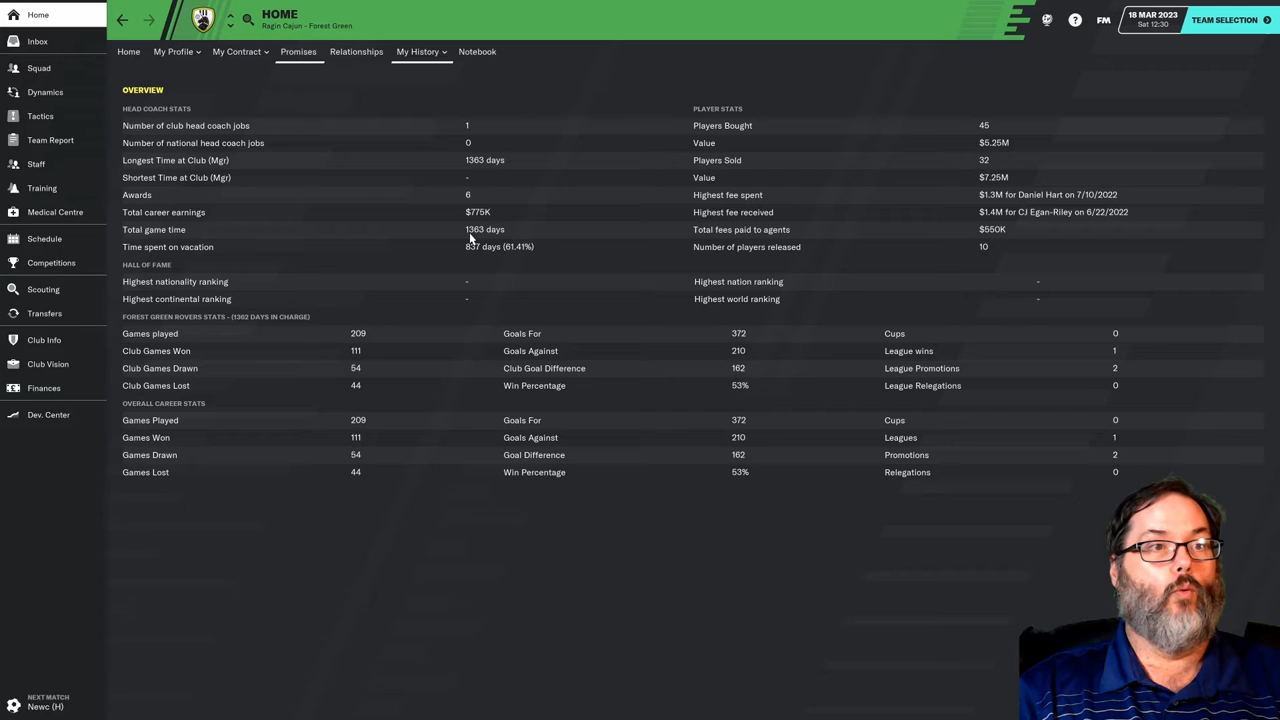 Home
HOME
Ragin Cajun - Forest Green
FM
18 MAR 2023
Sat 12:30
TEAM SELECTION
Inbox
Squad
Dynamics
Tactics
Team Report
Staff
Training
Medical Centre
Schedule
Competitions
Scouting
Transfers
Club Info
Club Vision
Finances
Dev. Center
NEXT MATCH
Newc (H)
Home My Profile My Contract Promises Relationships My History Notebook
OVERVIEW
HEAD COACH STATS PLAYER STATS
Number of club head coach jobs 1 Players Bought 45
Number of national head coach jobs 0 Value $5.25M
Longest Time at Club (Mgr) 1363 days Players Sold 32
Shortest Time at Club (Mgr) - Value $7.25M
Awards 6 Highest fee spent $1.3M for Daniel Hart on 7/10/2022
Total career earnings $775K Highest fee received $1.4M for CJ Egan-Riley on 6/22/2022
Total game time 1363 days Total fees paid to agents $550K
Time spent on vacation 837 days (61.41%) Number of players released 10
HALL OF FAME
Highest nationality ranking - Highest nation ranking -
Highest continental ranking - Highest world ranking -
FOREST GREEN ROVERS STATS - (1362 DAYS IN CHARGE)
Games played 209 Goals For 372 Cups 0
Club Games Won 111 Goals Against 210 League wins 1
Club Games Drawn 54 Club Goal Difference 162 League Promotions 2
Club Games Lost 44 Win Percentage 53% League Relegations 0
OVERALL CAREER STATS
Games Played 209 Goals For 372 Cups 0
Games Won 111 Goals Against 210 Leagues 1
Games Drawn 54 Goal Difference 162 Promotions 2
Games Lost 44 Win Percentage 53% Relegations 0